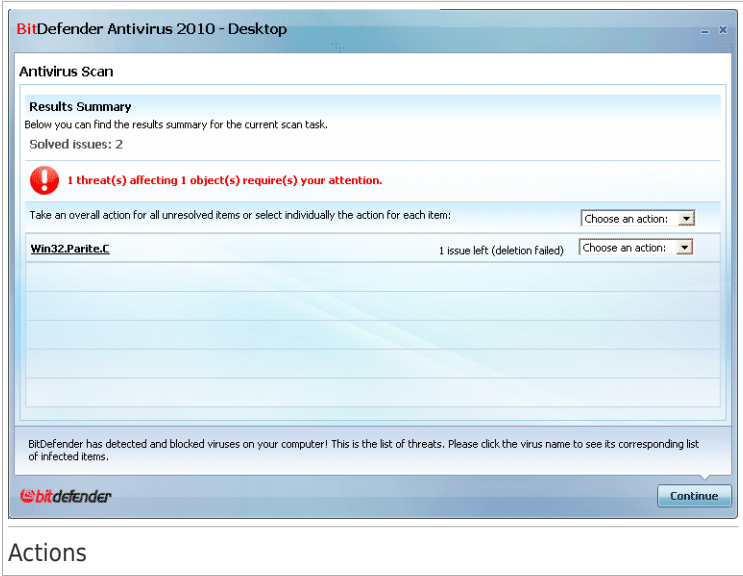 BitDefender Antivirus 2010 - Desktop
Antivirus Scan
Results Summary
Below you can find the results summary for the current scan task.
Solved issues: 2
1 threat(s) affecting 1 object(s) require(s) your attention.
Take an overall action for all unresolved items or select individually the action for each item:
Choose an action:
Win32.Parite.C
1 issue left (deletion failed)
Choose an action:
BitDefender has detected and blocked viruses on your computer! This is the list of threats. Please click the virus name to see its corresponding list
of infected items.
bitdefender
Continue
Actions